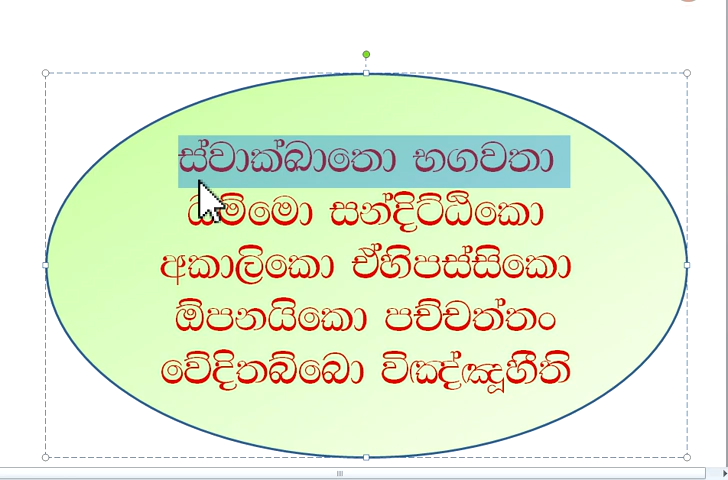 ස්වාක්ඛාතො භගවතා
ධම්මො සන්දිට්ඨිකො
අකාලිකො ඒහිපස්සිකො
ඕපනයිකො පච්චත්තං
වේදිතබ්බො විඤ්ඤූහීති